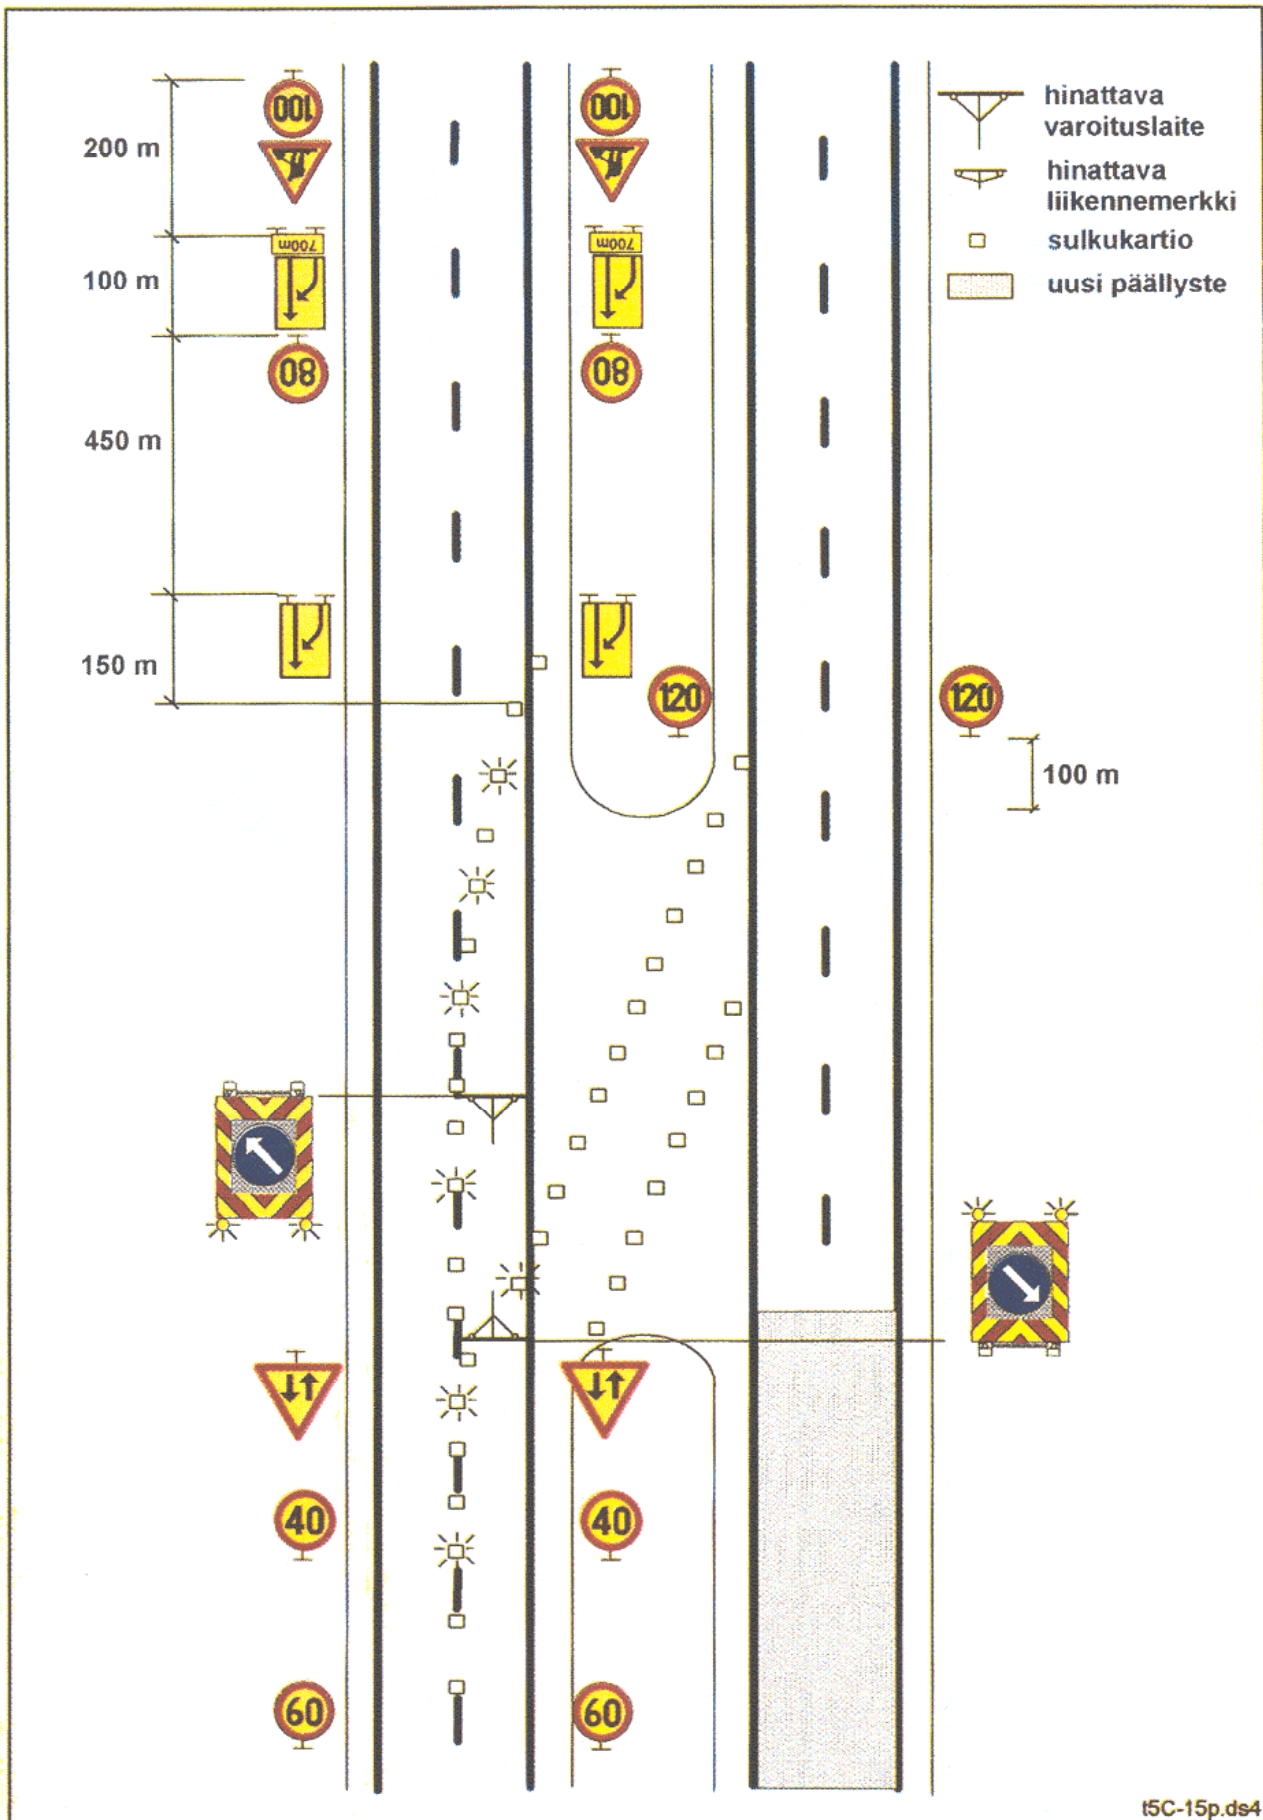 100
100
hinattava
varoituslaite
200 m
hinattava
liikennemerkki
700m
700m
sulkukartio
100 m
uusi päällyste
80
80
450 m
150 m
120
120
100 m
40
40
60
60
t5C-15p.ds4